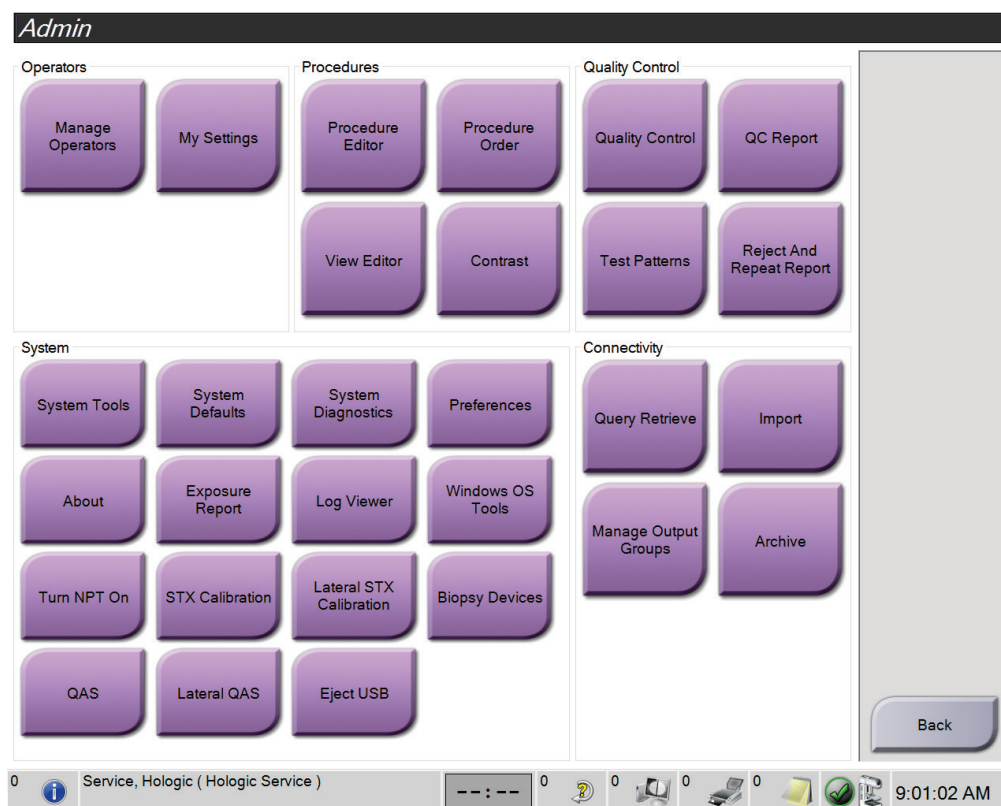 Admin
Operators
Manage
Operators
My Settings
Procedures
Procedure
Editor
Procedure
Order
View Editor
Contrast
Quality Control
Quality Control
QC Report
Test Patterns
Reject And
Repeat Report
System
System Tools
System
Defaults
System
Diagnostics
Preferences
About
Exposure
Report
Log Viewer
Windows OS
Tools
Turn NPT On
STX Calibration
Lateral STX
Calibration
Biopsy Devices
QAS
Lateral QAS
Eject USB
Connectivity
Query Retrieve
Import
Manage Output
Groups
Archive
Back
0
Service, Hologic ( Hologic Service )
--:--
0
0
0
0
9:01:02 AM